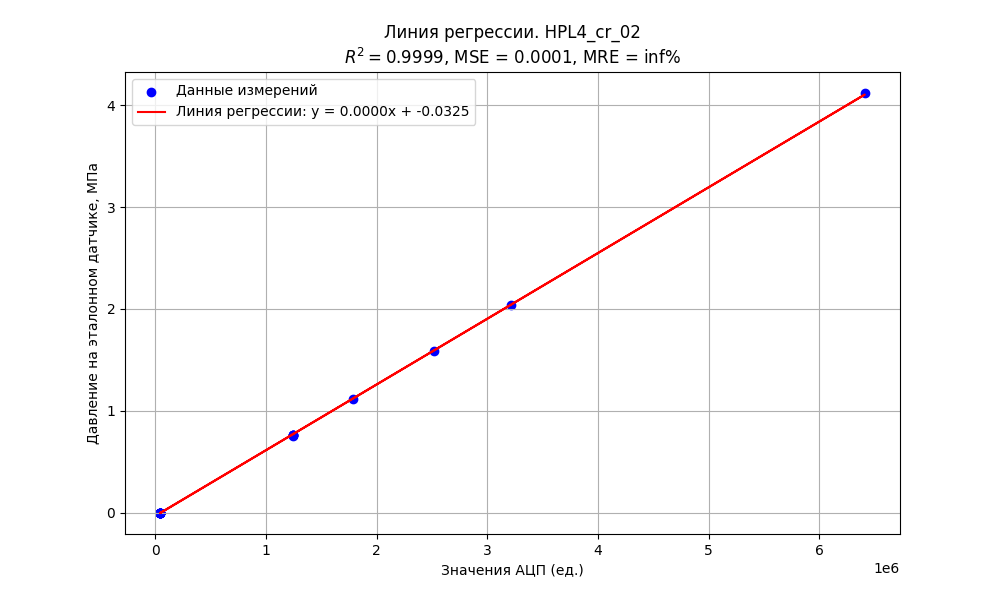 Линия регрессии. HPL4_cr_02
R² = 0.9999, MSE = 0.0001, MRE = inf%
Данные измерений
Линия регрессии: y = 0.0000x + -0.0325
Давление на эталонном датчике, МПа
4
3
2
1
0
0 1 2 3 4 5 6
1e6
Значения АЦП (ед.)